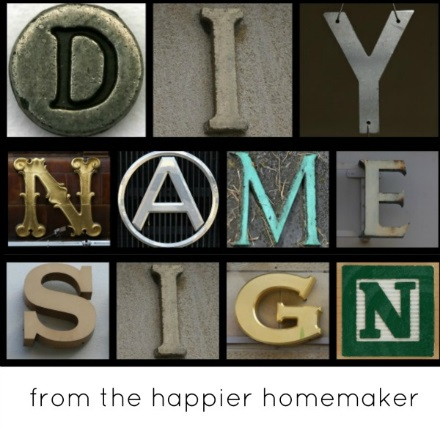 DIY
NAME
SIGN
from the happier homemaker